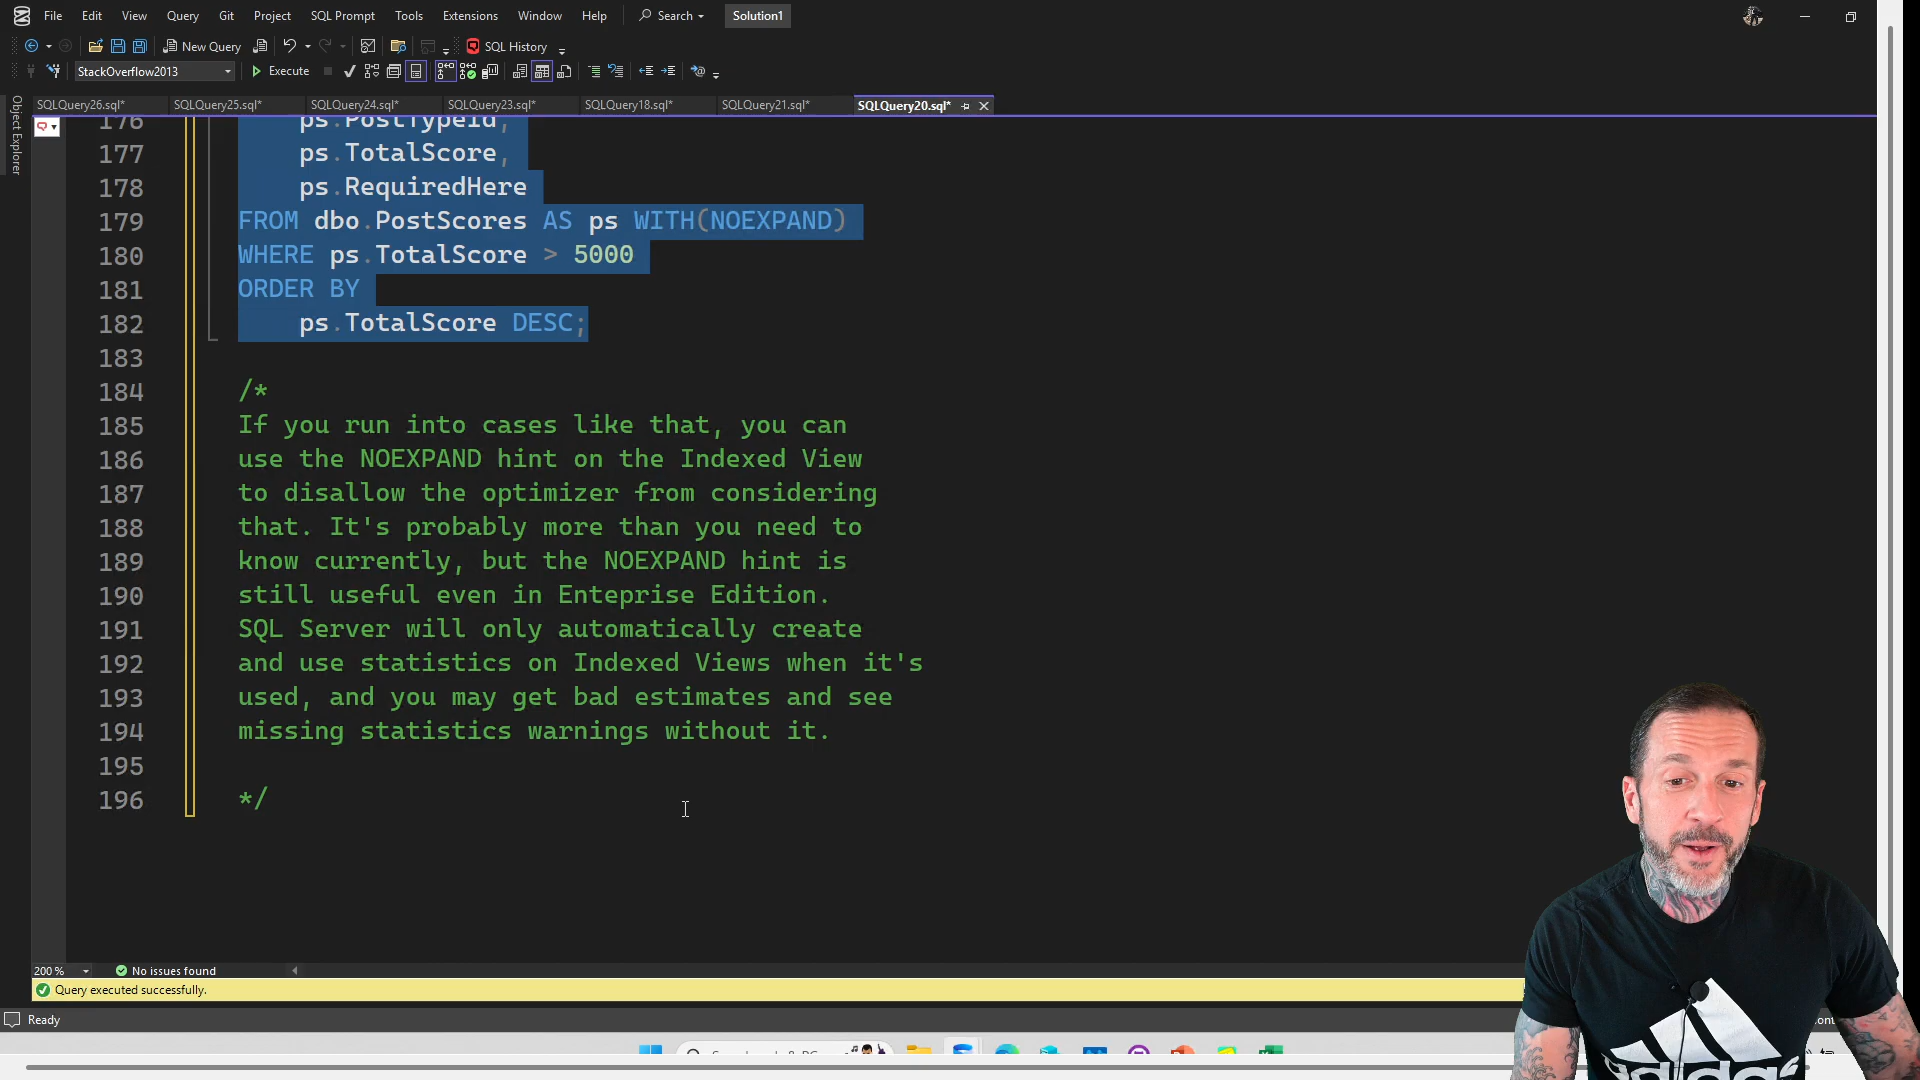 File Edit View Query Git Project SQL Prompt Tools Extensions Window Help Search Solution1
New Query SQL History
StackOverflow2013 Execute
SQLQuery26.sql* SQLQuery25.sql* SQLQuery24.sql* SQLQuery23.sql* SQLQuery18.sql* SQLQuery21.sql* SQLQuery20.sql*
Object Explorer
176 ps.PostTypeId,
177 ps.TotalScore,
178 ps.RequiredHere
179 FROM dbo.PostScores AS ps WITH(NOEXPAND)
180 WHERE ps.TotalScore > 5000
181 ORDER BY
182 ps.TotalScore DESC;
183
184 /*
185 If you run into cases like that, you can
186 use the NOEXPAND hint on the Indexed View
187 to disallow the optimizer from considering
188 that. It's probably more than you need to
189 know currently, but the NOEXPAND hint is
190 still useful even in Enteprise Edition.
191 SQL Server will only automatically create
192 and use statistics on Indexed Views when it's
193 used, and you may get bad estimates and see
194 missing statistics warnings without it.
195
196 */
200 % No issues found
Query executed successfully.
Ready
adidas